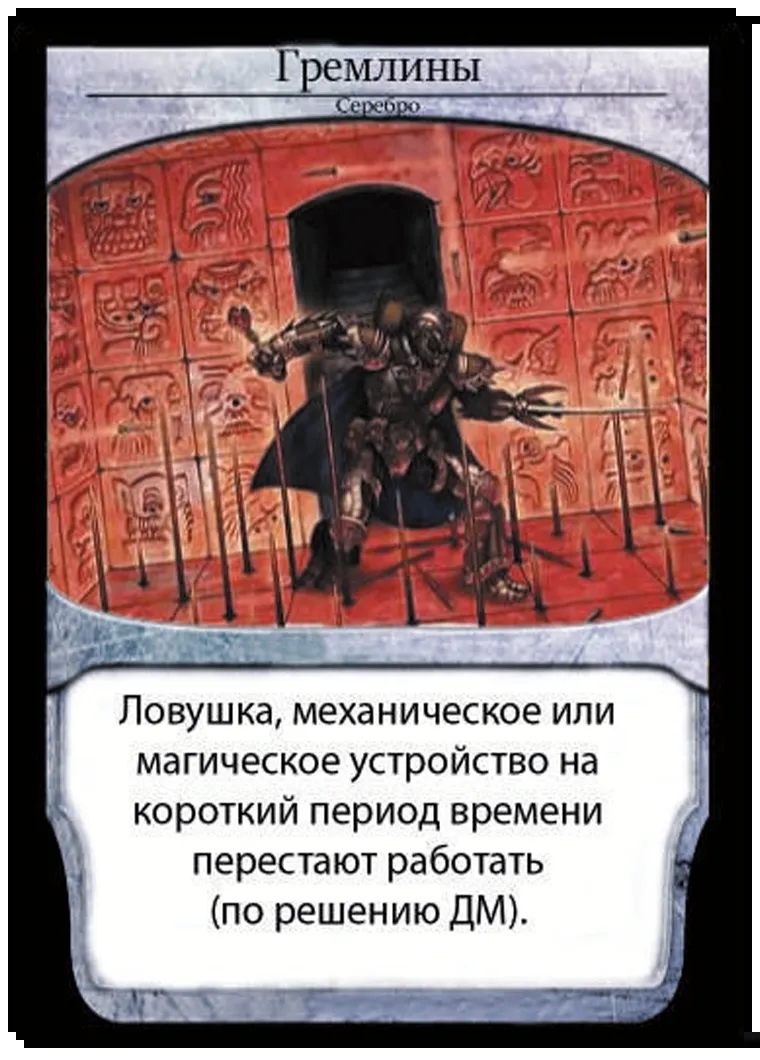 Гремлины
Серебро
Ловушка, механическое или
магическое устройство на
короткий период времени
перестают работать
(по решению ДМ).